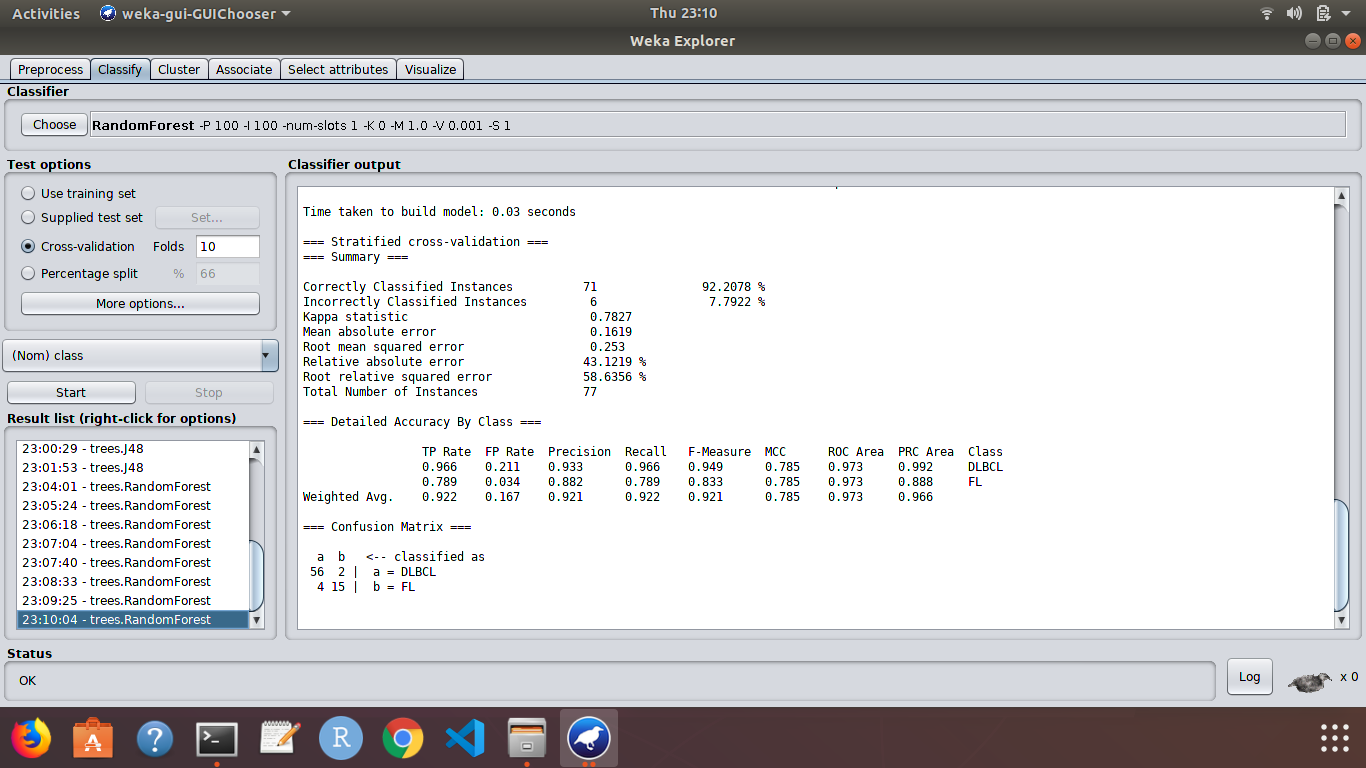 Activities weka-gui-GUIChooser Thu 23:10
Weka Explorer
Preprocess Classify Cluster Associate Select attributes Visualize
Classifier
Choose RandomForest -P 100 -I 100 -num-slots 1 -K 0 -M 1.0 -V 0.001 -S 1
Test options
Use training set
Supplied test set Set...
Cross-validation Folds 10
Percentage split % 66
More options...
(Nom) class
Start Stop
Result list (right-click for options)
23:00:29 - trees.J48
23:01:53 - trees.J48
23:04:01 - trees.RandomForest
23:05:24 - trees.RandomForest
23:06:18 - trees.RandomForest
23:07:04 - trees.RandomForest
23:07:40 - trees.RandomForest
23:08:33 - trees.RandomForest
23:09:25 - trees.RandomForest
23:10:04 - trees.RandomForest
Classifier output
Time taken to build model: 0.03 seconds
=== Stratified cross-validation ===
=== Summary ===
Correctly Classified Instances 71 92.2078 %
Incorrectly Classified Instances 6 7.7922 %
Kappa statistic 0.7827
Mean absolute error 0.1619
Root mean squared error 0.253
Relative absolute error 43.1219 %
Root relative squared error 58.6356 %
Total Number of Instances 77
=== Detailed Accuracy By Class ===
TP Rate FP Rate Precision Recall F-Measure MCC ROC Area PRC Area Class
0.966 0.211 0.933 0.966 0.949 0.785 0.973 0.992 DLBCL
0.789 0.034 0.882 0.789 0.833 0.785 0.973 0.888 FL
Weighted Avg. 0.922 0.167 0.921 0.922 0.921 0.785 0.973 0.966
=== Confusion Matrix ===
a b <-- classified as
56 2 | a = DLBCL
4 15 | b = FL
Status
OK
Log x 0
A ? >_ R